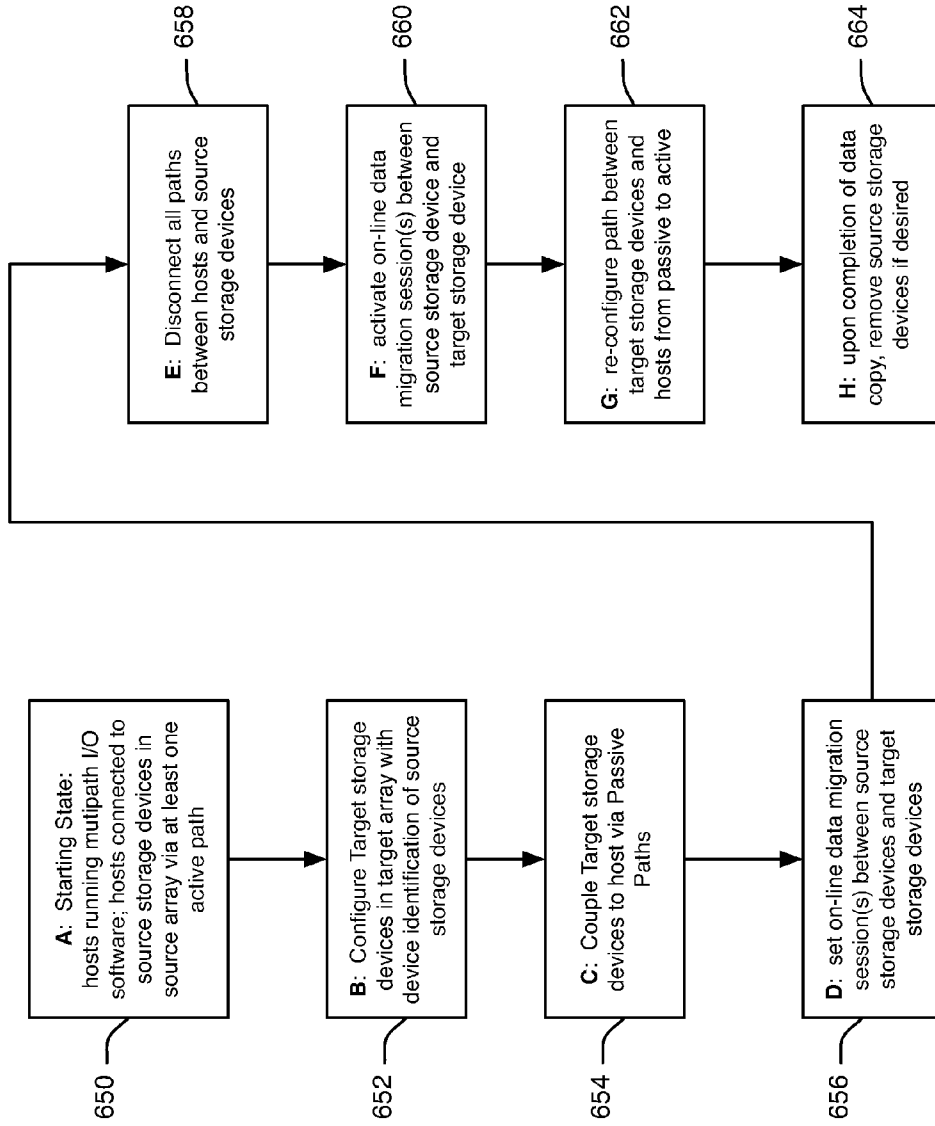 650
A: Starting State:
hosts running mutipath I/O
software; hosts connected to
source storage devices in
source array via at least one
active path
652
B: Configure Target storage
devices in target array with
device identification of source
storage devices
654
C: Couple Target storage
devices to host via Passive
Paths
656
D: set on-line data migration
session(s) between source
storage devices and target
storage devices
658
E: Disconnect all paths
between hosts and source
storage devices
660
F: activate on-line data
migration session(s) between
source storage device and
target storage device
662
G: re-configure path between
target storage devices and
hosts from passive to active
664
H: upon completion of data
copy, remove source storage
devices if desired